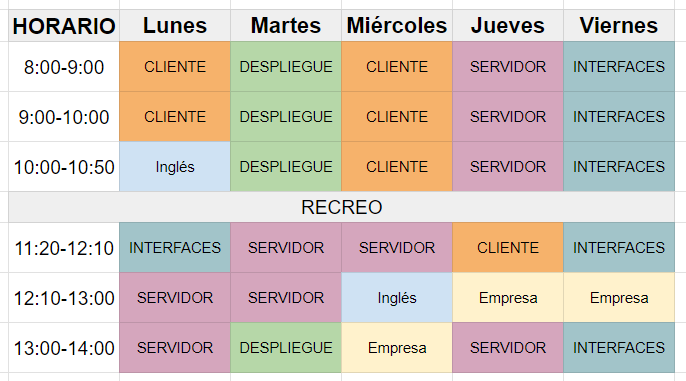 HORARIO Lunes Martes Miércoles Jueves Viernes
8:00-9:00 CLIENTE DESPLIEGUE CLIENTE SERVIDOR INTERFACES
9:00-10:00 CLIENTE DESPLIEGUE CLIENTE SERVIDOR INTERFACES
10:00-10:50 Inglés DESPLIEGUE CLIENTE SERVIDOR INTERFACES
RECREO
11:20-12:10 INTERFACES SERVIDOR SERVIDOR CLIENTE INTERFACES
12:10-13:00 SERVIDOR SERVIDOR Inglés Empresa Empresa
13:00-14:00 SERVIDOR DESPLIEGUE Empresa SERVIDOR INTERFACES